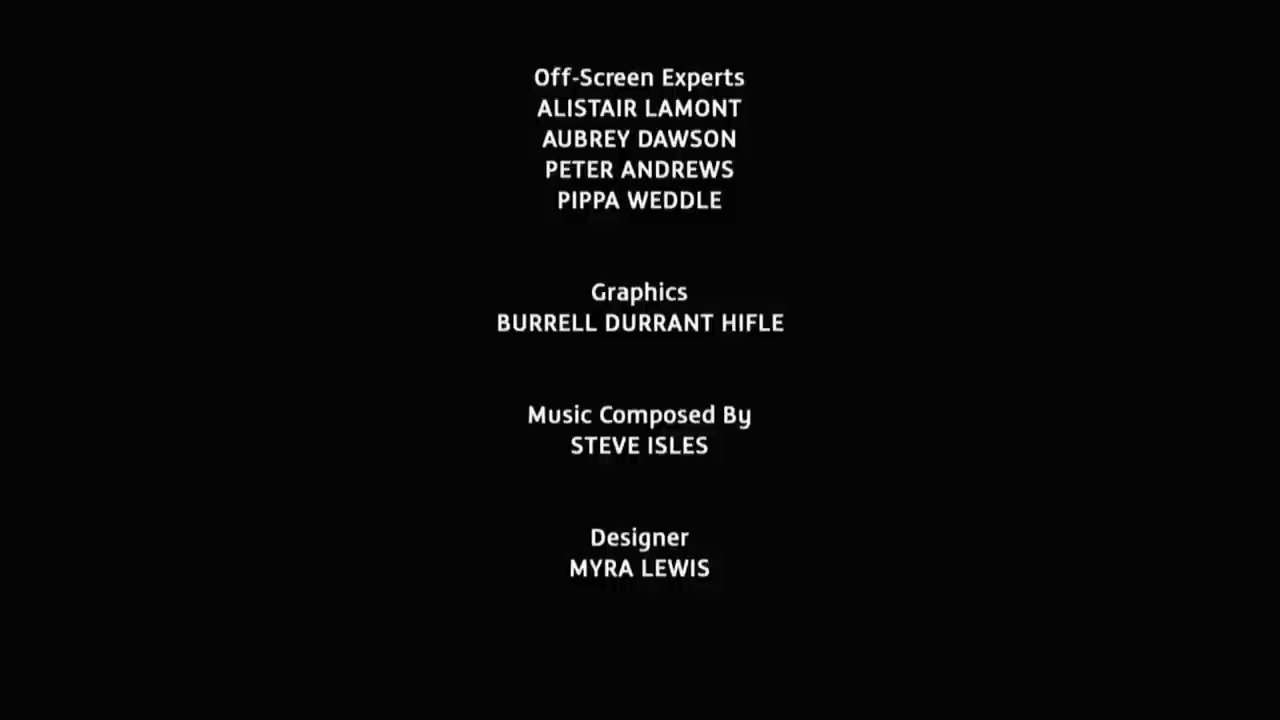 Off-Screen Experts
ALISTAIR LAMONT
AUBREY DAWSON
PETER ANDREWS
PIPPA WEDDLE
Graphics
BURRELL DURRANT HIFLE
Music Composed By
STEVE ISLES
Designer
MYRA LEWIS